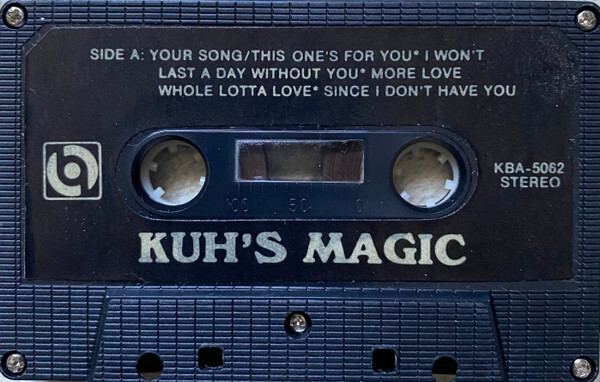 SIDE A: YOUR SONG/THIS ONE'S FOR YOU* I WON'T
LAST A DAY WITHOUT YOU* MORE LOVE
WHOLE LOTTA LOVE* SINCE I DON'T HAVE YOU
KBA-5062
STEREO
100 50 0
KUH'S MAGIC